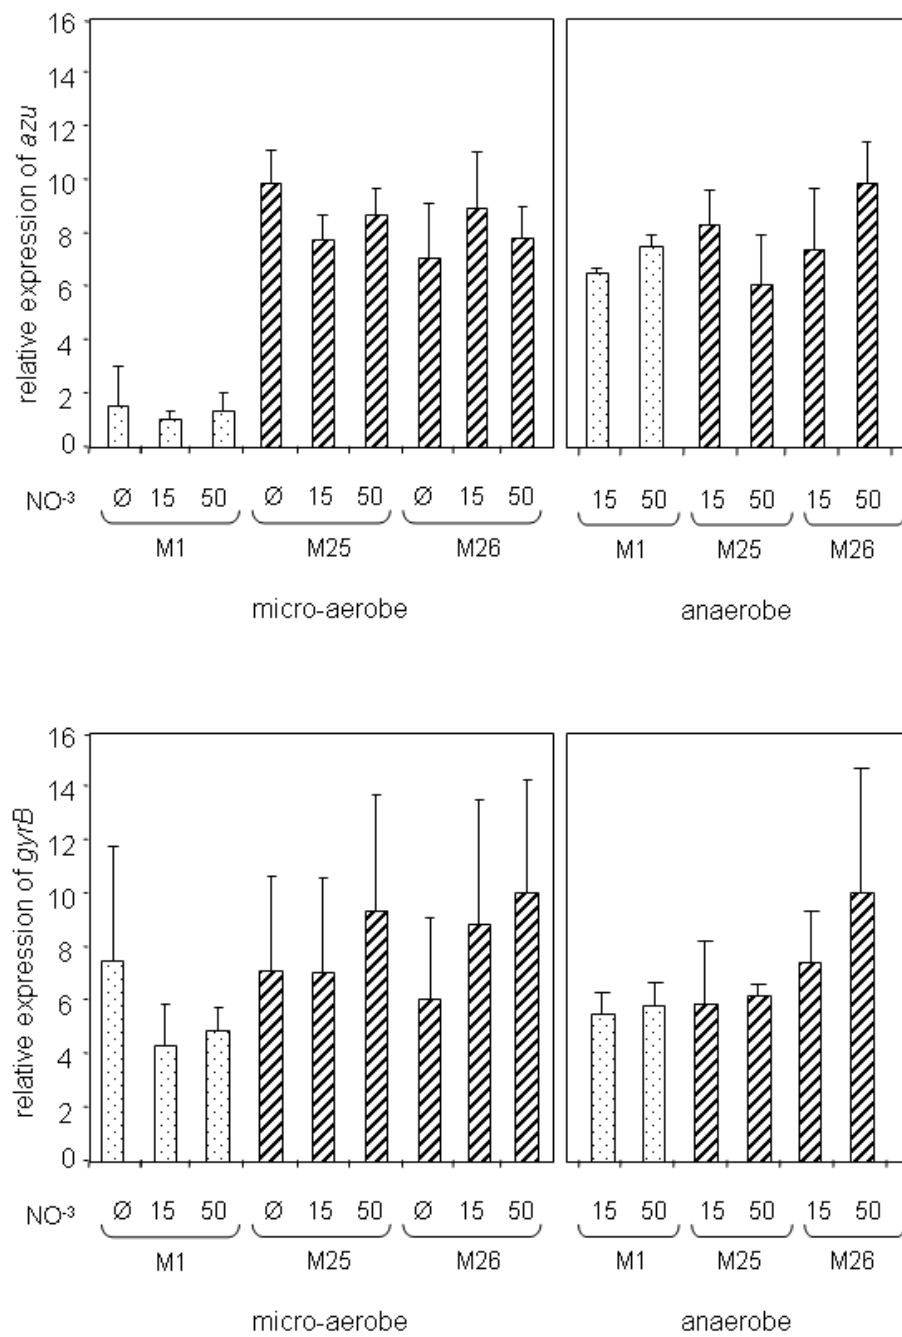 relative expression of azu
16
14
12
10
8
6
4
2
0
NO-3 Ø 15 50 Ø 15 50 Ø 15 50 15 50 15 50 15 50
M1 M25 M26 M1 M25 M26
micro-aerobe anaerobe
relative expression of gyrB
16
14
12
10
8
6
4
2
0
NO-3 Ø 15 50 Ø 15 50 Ø 15 50 15 50 15 50 15 50
M1 M25 M26 M1 M25 M26
micro-aerobe anaerobe